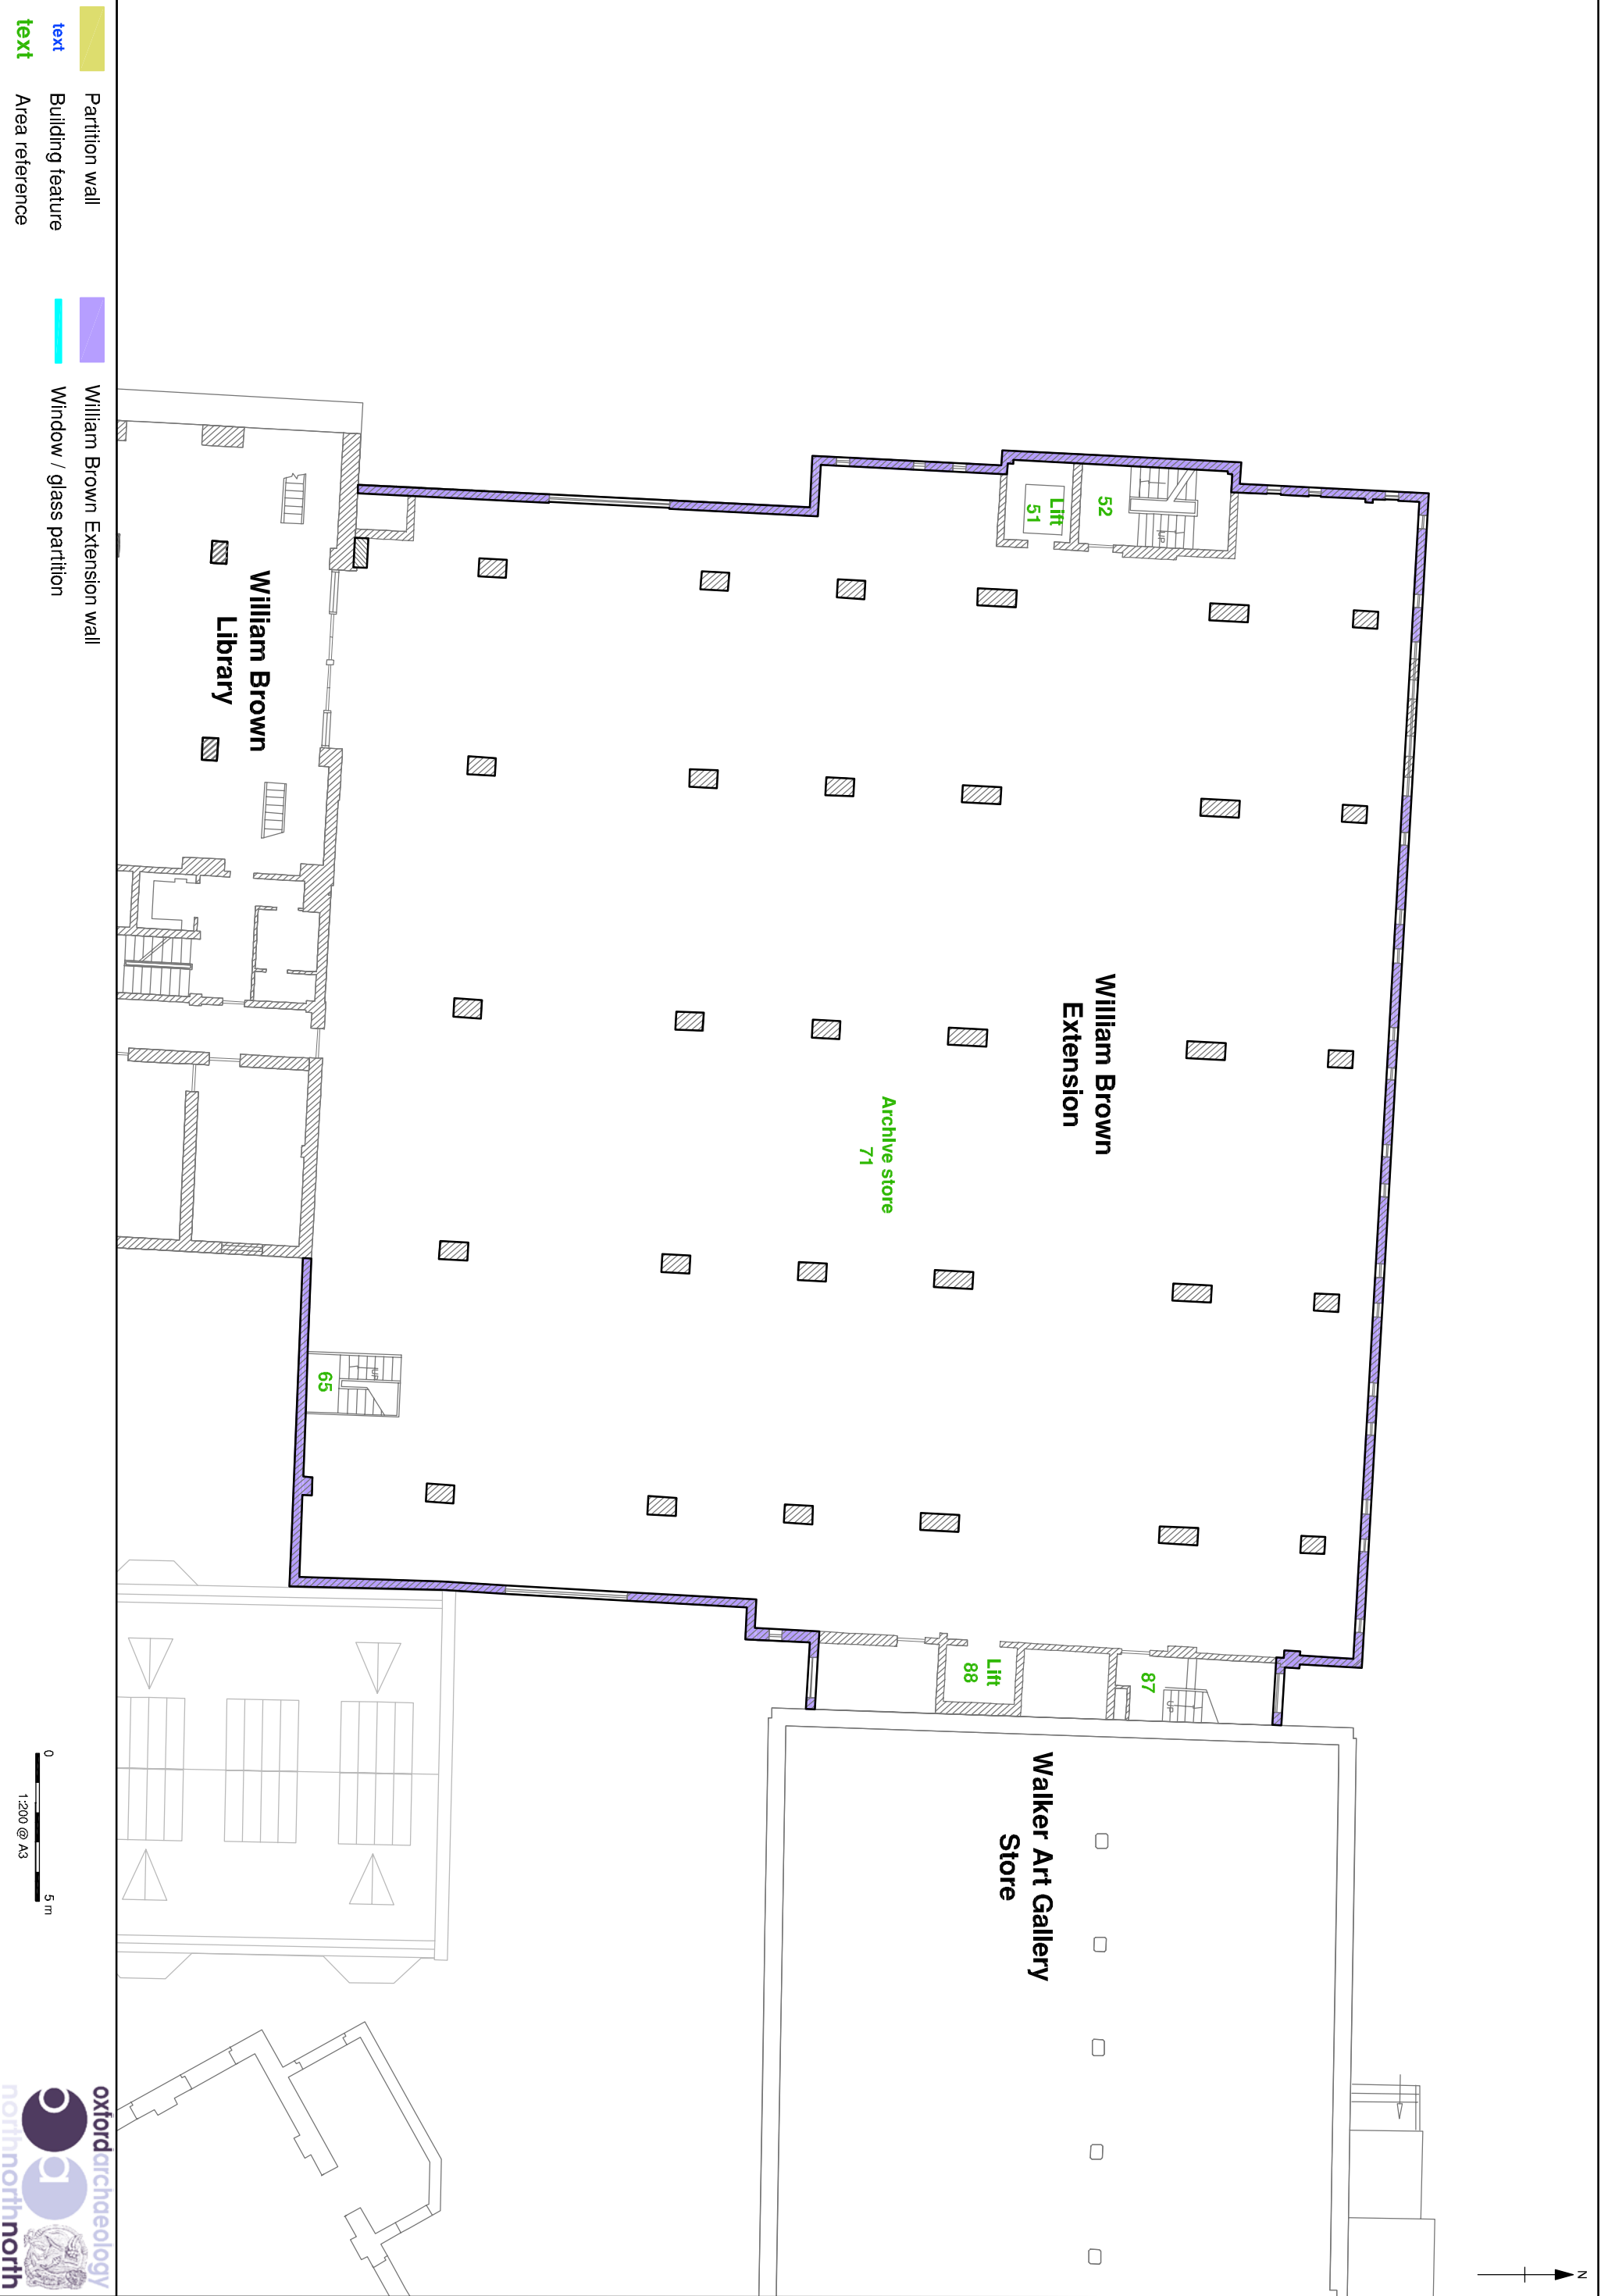 N
William Brown
Extension
Archive store
71
Lift
51
52
UP
UP
65
Lift
88
87
UP
William Brown
Library
Walker Art Gallery
Store
Partition wall
William Brown Extension wall
text
Building feature
Window / glass partition
text
Area reference
0
5 m
1:200 @ A3
oxfordarchaeology
northnorthnorth